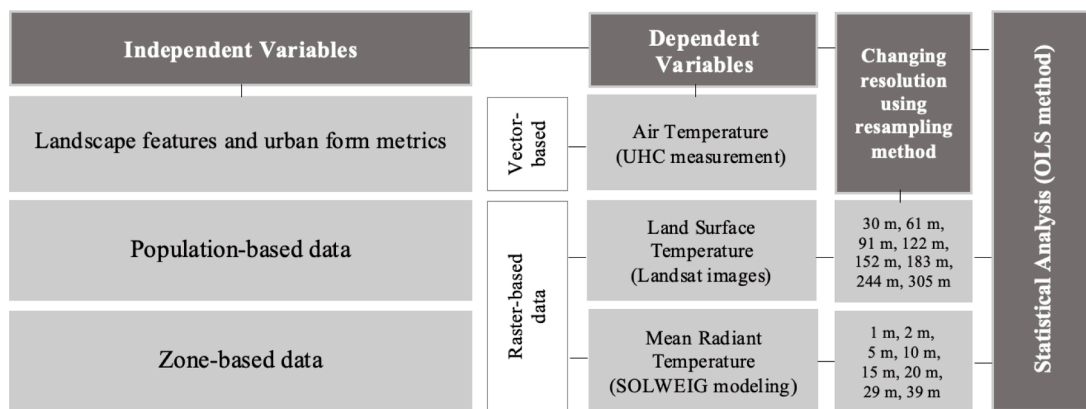 Independent Variables
Dependent
Variables
Changing
resolution
using
resampling
method
Statistical Analysis (OLS method)
Landscape features and urban form metrics
Vector-
based
Air Temperature
(UHC measurement)
Population-based data
Raster-based
data
Land Surface
Temperature
(Landsat images)
30 m, 61 m,
91 m, 122 m,
152 m, 183 m,
244 m, 305 m
Zone-based data
Mean Radiant
Temperature
(SOLWEIG modeling)
1 m, 2 m,
5 m, 10 m,
15 m, 20 m,
29 m, 39 m